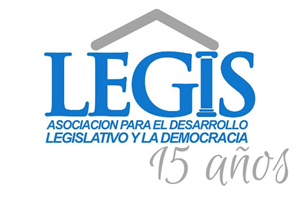 LEGIS
ASOCIACION PARA EL DESARROLLO
LEGISLATIVO Y LA DEMOCRACIA
15 años